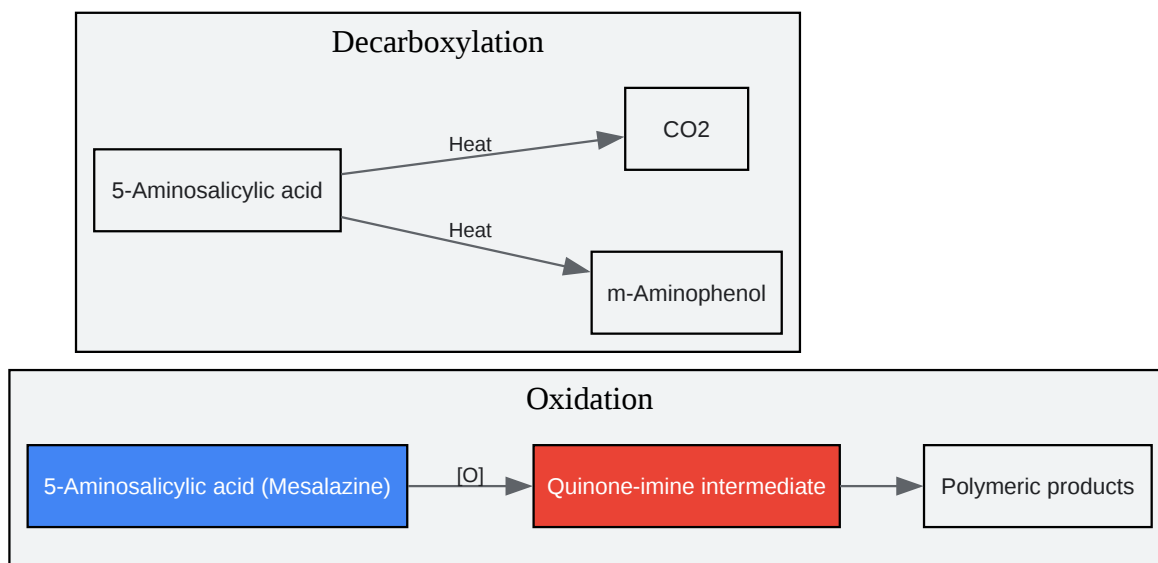 Decarboxylation
5-Aminosalicylic acid
Heat
CO2
Heat
m-Aminophenol
Oxidation
5-Aminosalicylic acid (Mesalazine)
[O]
Quinone-imine intermediate
Polymeric products